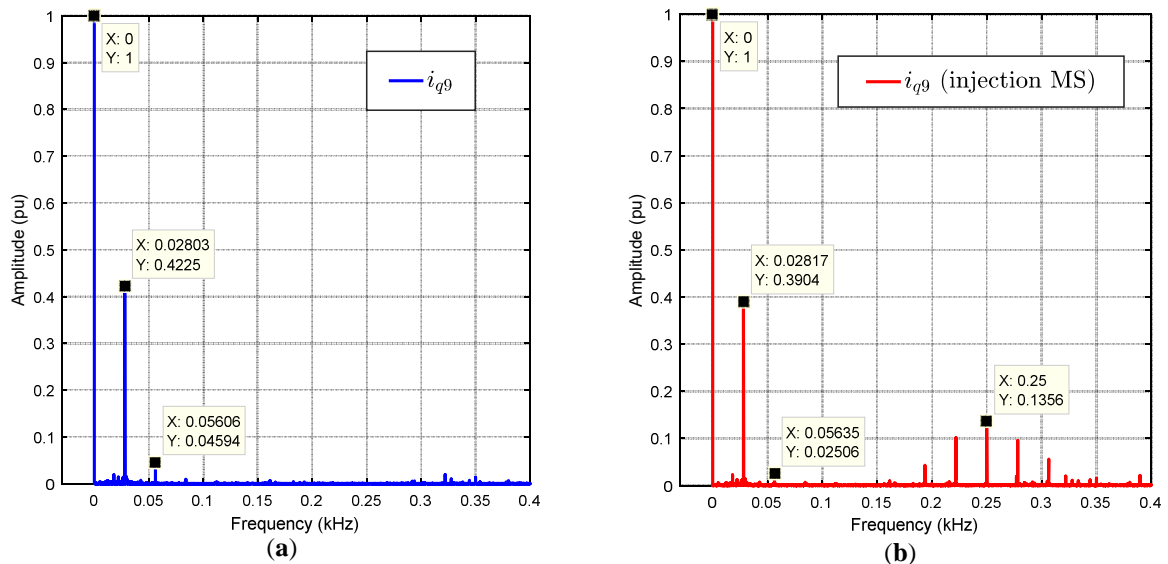 X: 0
Y: 1
i_{q9}
X: 0.02803
Y: 0.4225
X: 0.05606
Y: 0.04594
1
0.9
0.8
0.7
0.6
0.5
0.4
0.3
0.2
0.1
0
Amplitude (pu)
0 0.05 0.1 0.15 0.2 0.25 0.3 0.35 0.4
Frequency (kHz)
(a)
X: 0
Y: 1
i_{q9} (injection MS)
X: 0.02817
Y: 0.3904
X: 0.25
Y: 0.1356
X: 0.05635
Y: 0.02506
1
0.9
0.8
0.7
0.6
0.5
0.4
0.3
0.2
0.1
0
Amplitude (pu)
0 0.05 0.1 0.15 0.2 0.25 0.3 0.35 0.4
Frequency (kHz)
(b)